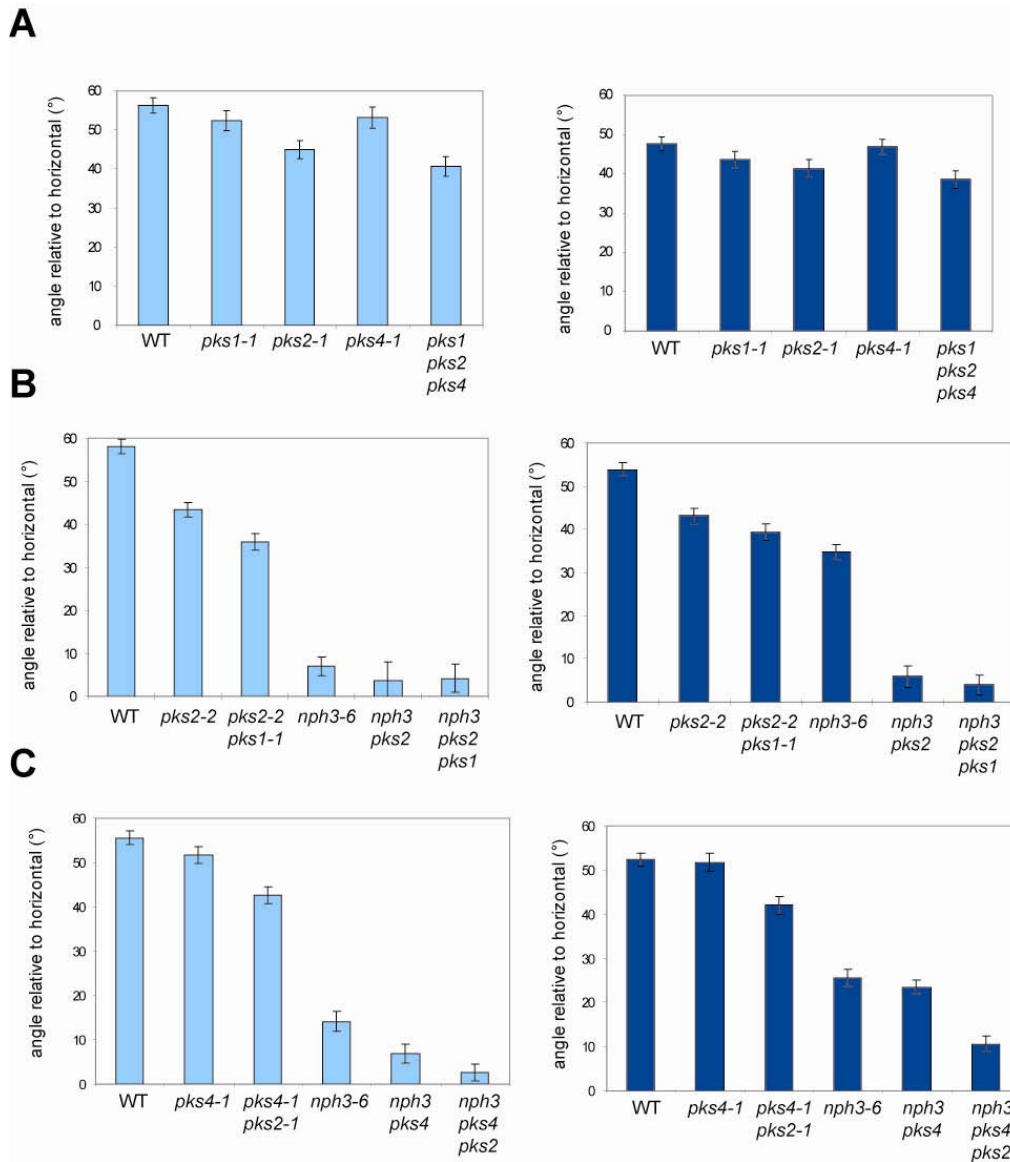 A
angle relative to horizontal (°)
60
50
40
30
20
10
0
WT pks1-1 pks2-1 pks4-1 pks1
pks2
pks4
angle relative to horizontal (°)
60
50
40
30
20
10
0
WT pks1-1 pks2-1 pks4-1 pks1
pks2
pks4
B
angle relative to horizontal (°)
60
50
40
30
20
10
0
WT pks2-2 pks2-2 nph3-6 nph3 nph3
pks1-1 pks2 pks2
pks1
angle relative to horizontal (°)
60
50
40
30
20
10
0
WT pks2-2 pks2-2 nph3-6 nph3 nph3
pks1-1 pks2 pks2
pks1
C
angle relative to horizontal (°)
60
50
40
30
20
10
0
WT pks4-1 pks4-1 nph3-6 nph3 nph3
pks2-1 pks4 pks4
pks2
angle relative to horizontal (°)
60
50
40
30
20
10
0
WT pks4-1 pks4-1 nph3-6 nph3 nph3
pks2-1 pks4 pks4
pks2